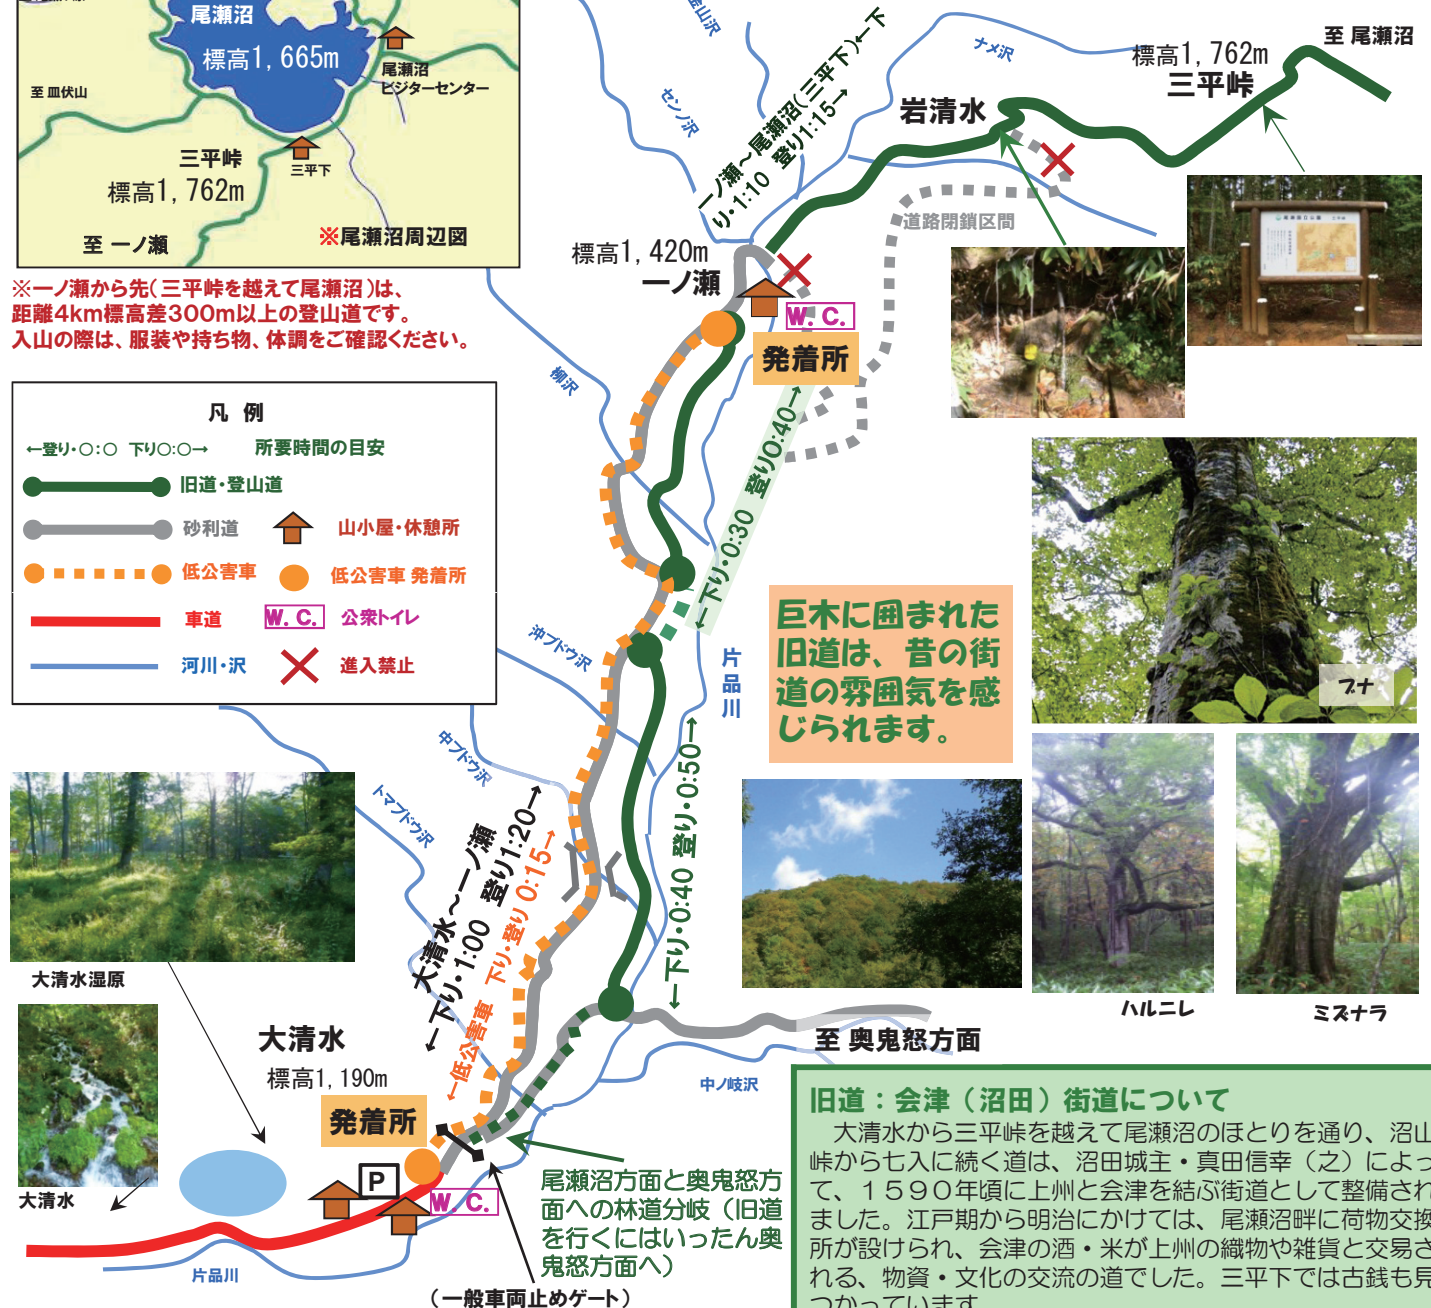 尾瀬沼
標高1,665m
尾瀬沼
ビジターセンター
至 皿伏山
三平峠
標高1,762m
三平下
至 一ノ瀬
※尾瀬沼周辺図
※一ノ瀬から先(三平峠を越えて尾瀬沼)は、
距離4km標高差300m以上の登山道です。
入山の際は、服装や持ち物、体調をご確認ください。
凡 例
←登り・○:○ 下り○:○→ 所要時間の目安
旧道・登山道
砂利道
山小屋・休憩所
低公害車
低公害車 発着所
車道
W.C. 公衆トイレ
河川・沢
進入禁止
金山沢
センノ沢
ナメ沢
一ノ瀬～尾瀬沼(三平下)←下
り・1:10 登り1:15→
標高1,762m
三平峠
至 尾瀬沼
岩清水
道路閉鎖区間
標高1,420m
一ノ瀬
W.C.
発着所
柳沢
←下り・0:30 登り0:40→
沖ブドウ沢
片品川
巨木に囲まれた
旧道は、昔の街
道の雰囲気を感
じられます。
ブナ
ハルニレ
ミズナラ
中ブドウ沢
トマブドウ沢
←下り・0:40 登り・0:50→
大清水～一ノ瀬
←下り・1:00 登り1:20→
←低公害車 下り・登り 0:15→
大清水湿原
大清水
大清水
標高1,190m
発着所
P
W.C.
片品川
至 奥鬼怒方面
中ノ岐沢
尾瀬沼方面と奥鬼怒方
面への林道分岐(旧道
を行くにはいったん奥
鬼怒方面へ)
(一般車両止めゲート)
旧道：会津（沼田）街道について
大清水から三平峠を越えて尾瀬沼のほとりを通り、沼山
峠から七入に続く道は、沼田城主・真田信幸（之）によっ
て、１５９０年頃に上州と会津を結ぶ街道として整備され
ました。江戸期から明治にかけては、尾瀬沼畔に荷物交換
所が設けられ、会津の酒・米が上州の織物や雑貨と交易さ
れる、物資・文化の交流の道でした。三平下では古銭も見
つかっています